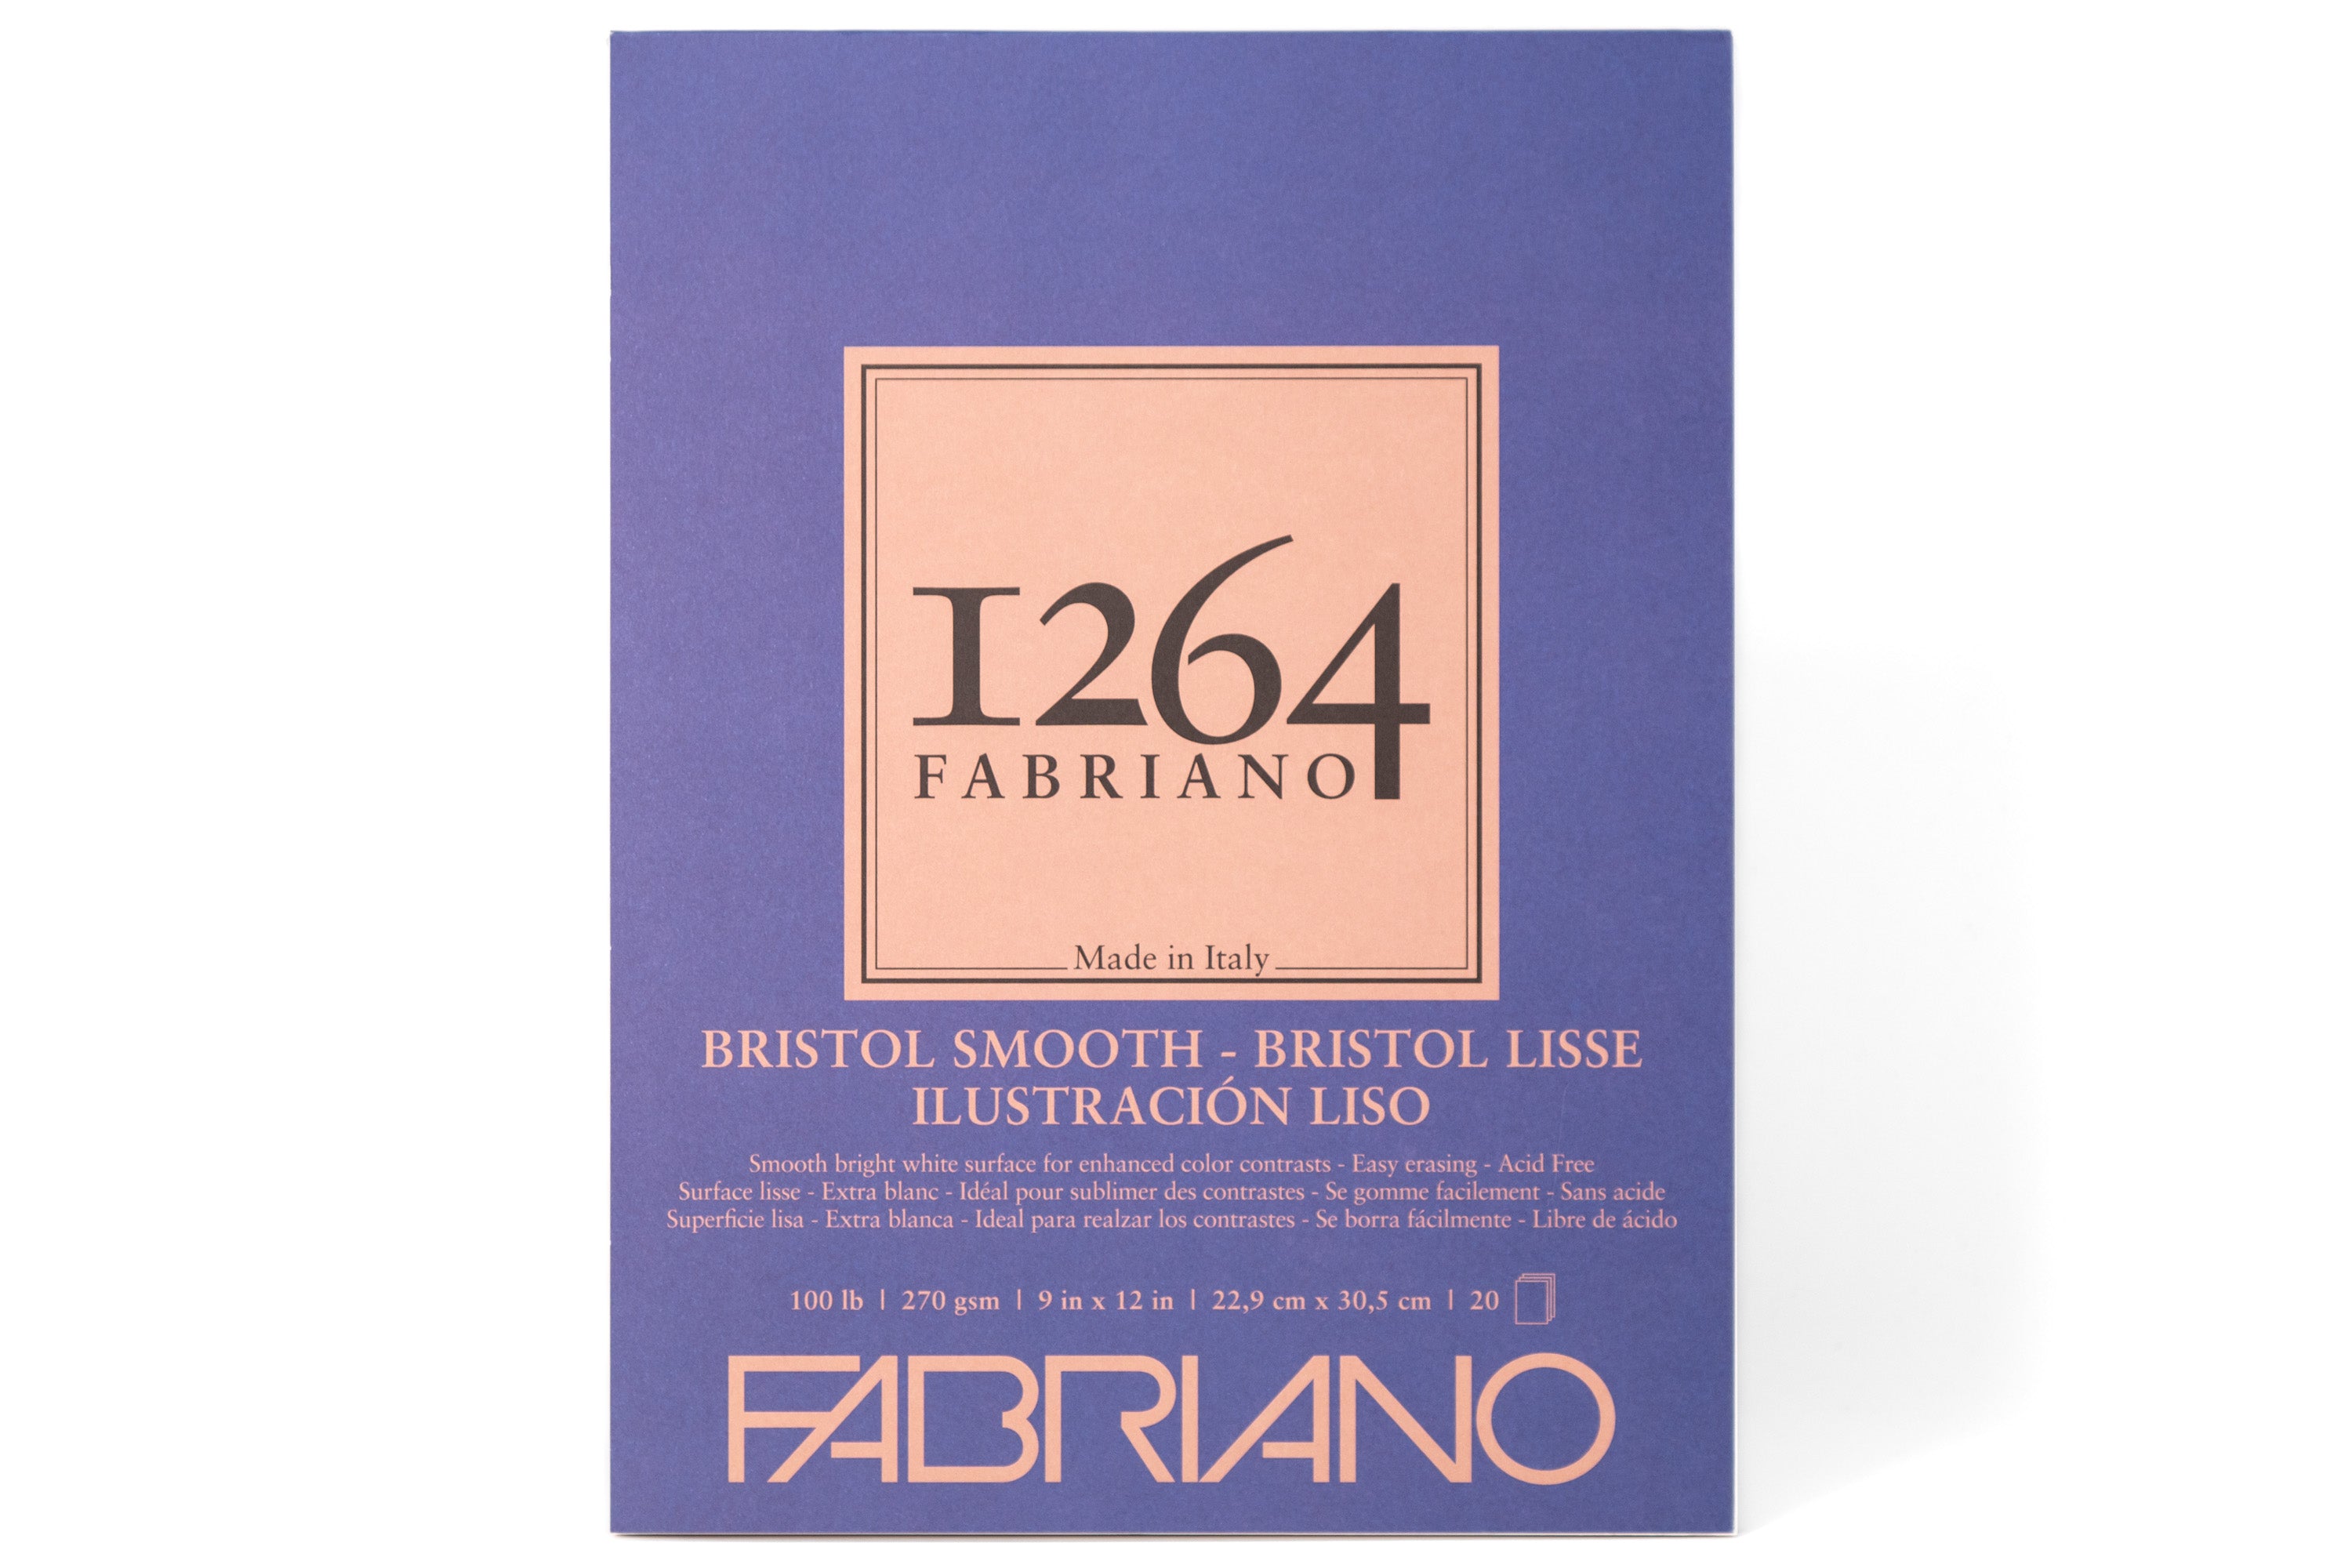 1264
FABRIANO
Made in Italy
BRISTOL SMOOTH - BRISTOL LISSE
ILUSTRACIÓN LISO
Smooth bright white surface for enhanced color contrasts - Easy erasing - Acid Free
Surface lisse - Extra blanc - Idéal pour sublimer des contrastes - Se gomme facilement - Sans acide
Superficie lisa - Extra blanca - Ideal para realzar los contrastes - Se borra fácilmente - Libre de ácido
100 lb | 270 gsm | 9 in x 12 in | 22,9 cm x 30,5 cm | 20
FABRIANO